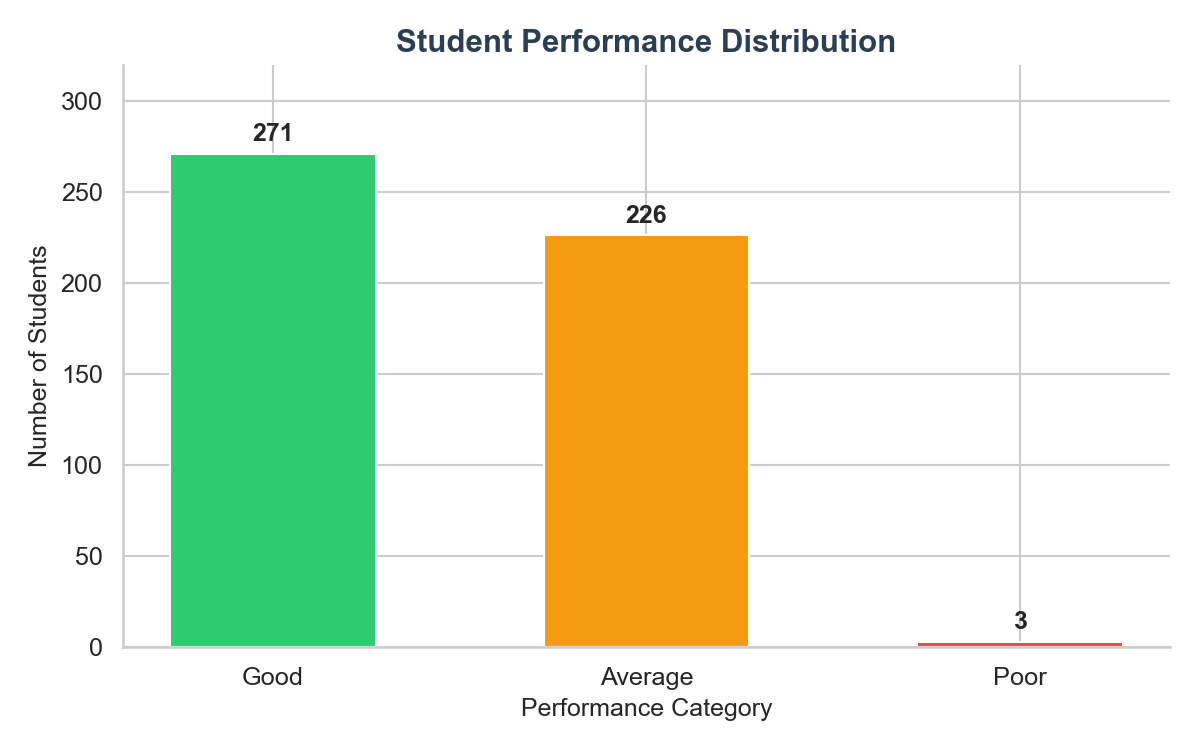 Student Performance Distribution
300
250
200
150
100
50
0
Number of Students
271
226
3
Good
Average
Poor
Performance Category